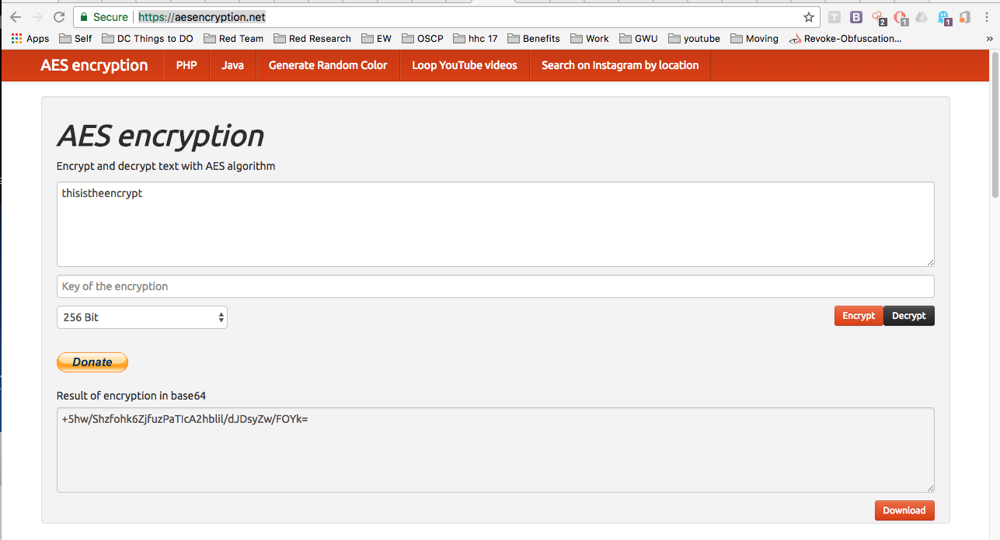 Secure https://aesencryption.net T B 2 1 1
Apps Self DC Things to DO Red Team Red Research EW OSCP hhc 17 Benefits Work GWU youtube Moving Revoke-Obfuscation... »
AES encryption PHP Java Generate Random Color Loop YouTube videos Search on Instagram by location
AES encryption
Encrypt and decrypt text with AES algorithm
thisistheencrypt
Key of the encryption
256 Bit Encrypt Decrypt
Donate
Result of encryption in base64
+5hw/Shzfohk6ZjfuzPaTIcA2hblil/dJDsyZw/FOYk=
Download